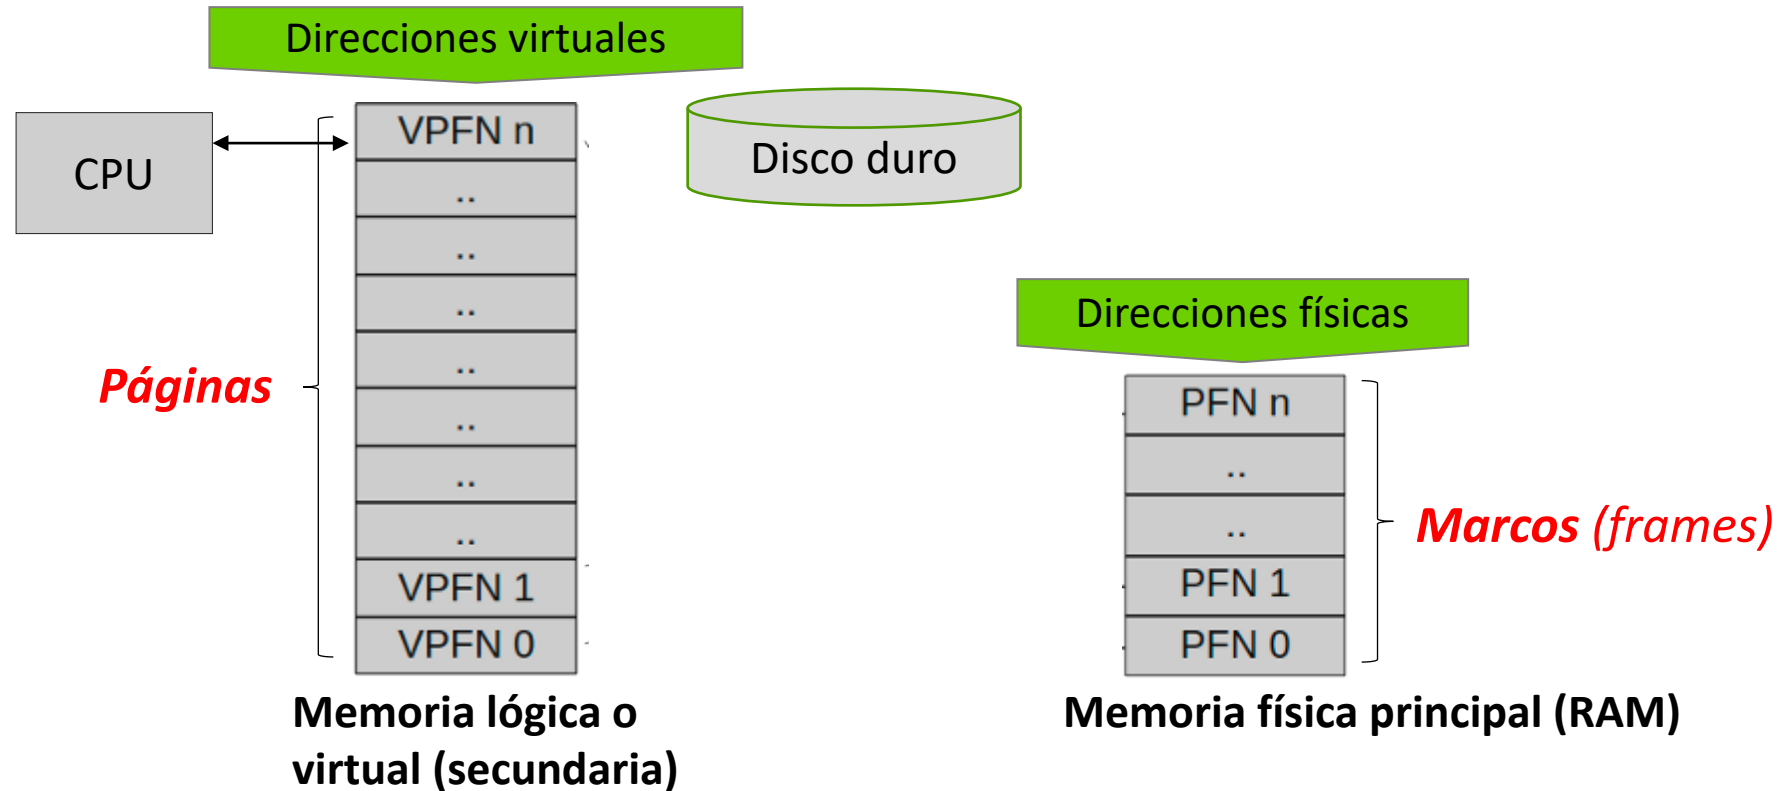 Direcciones virtuales
CPU
VPFN n
..
..
..
..
..
..
..
VPFN 1
VPFN 0
Páginas
Memoria lógica o
virtual (secundaria)
Disco duro
Direcciones físicas
PFN n
..
..
PFN 1
PFN 0
Marcos (frames)
Memoria física principal (RAM)